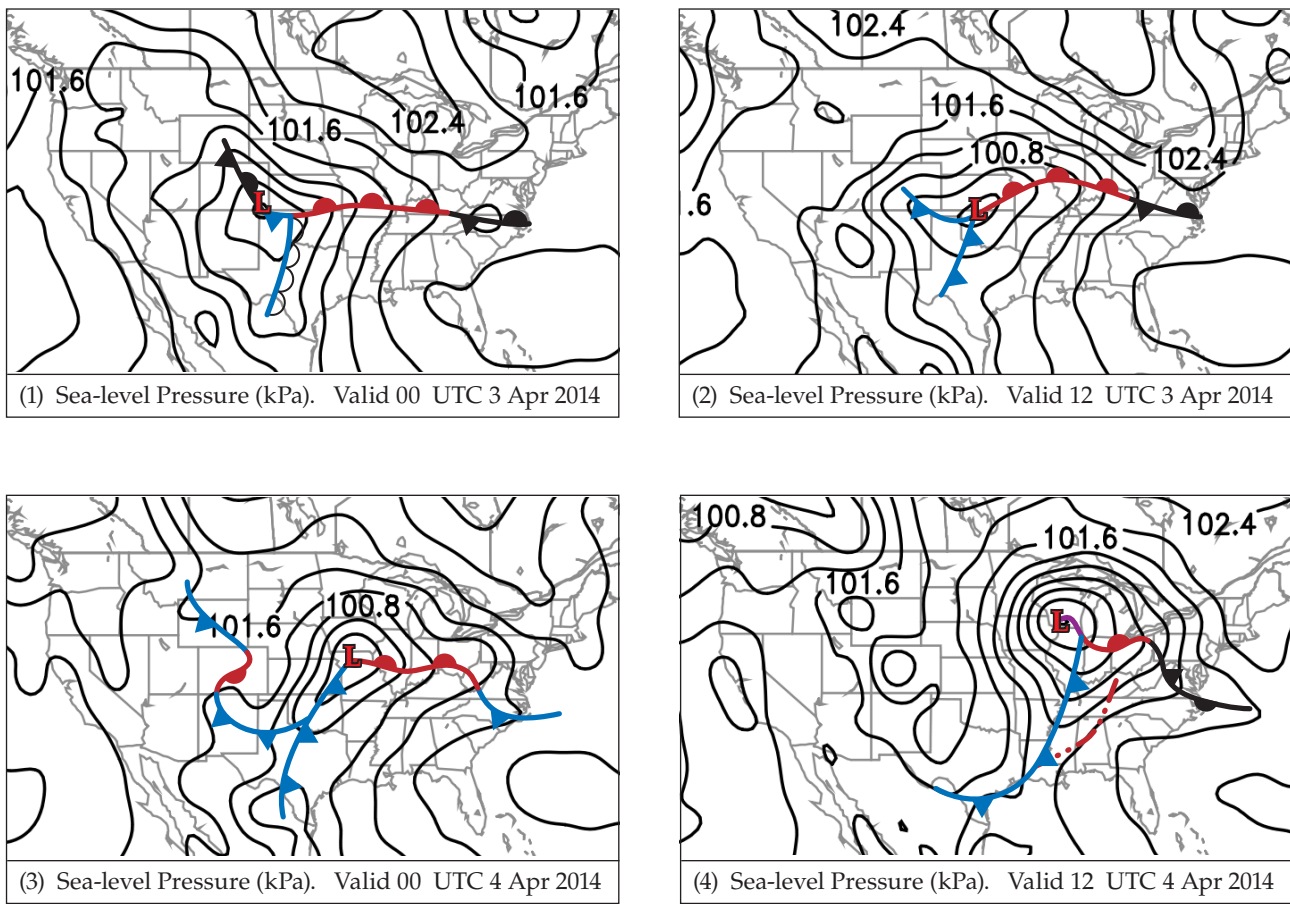 101.6
102.4
101.6
101.6
L
(1) Sea-level Pressure (kPa). Valid 00 UTC 3 Apr 2014
102.4
101.6
100.8
102.4
.6
L
(2) Sea-level Pressure (kPa). Valid 12 UTC 3 Apr 2014
100.8
101.6
L
(3) Sea-level Pressure (kPa). Valid 00 UTC 4 Apr 2014
100.8
102.4
101.6
101.6
L
(4) Sea-level Pressure (kPa). Valid 12 UTC 4 Apr 2014